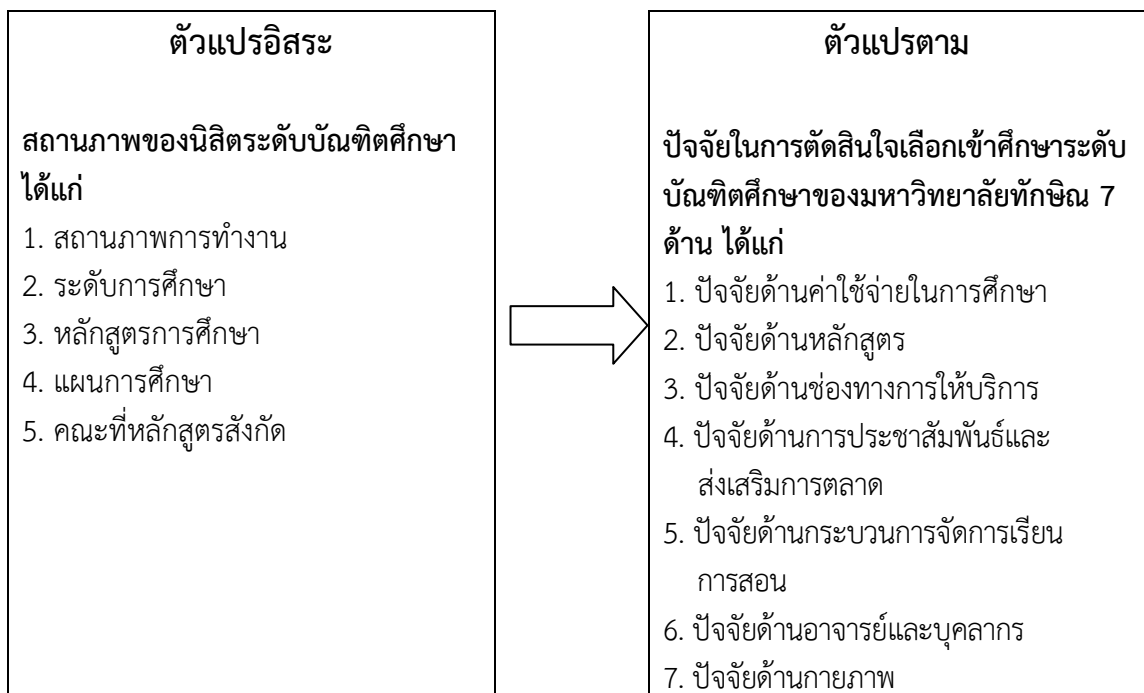 ตัวแปรอิสระ
สถานภาพของนิสิตระดับบัณฑิตศึกษา
ได้แก่
1. สถานภาพการทำงาน
2. ระดับการศึกษา
3. หลักสูตรการศึกษา
4. แผนการศึกษา
5. คณะที่หลักสูตรสังกัด
ตัวแปรตาม
ปัจจัยในการตัดสินใจเลือกเข้าศึกษาระดับ
บัณฑิตศึกษาของมหาวิทยาลัยทักษิณ 7
ด้าน ได้แก่
1. ปัจจัยด้านค่าใช้จ่ายในการศึกษา
2. ปัจจัยด้านหลักสูตร
3. ปัจจัยด้านช่องทางการให้บริการ
4. ปัจจัยด้านการประชาสัมพันธ์และ
ส่งเสริมการตลาด
5. ปัจจัยด้านกระบวนการจัดการเรียน
การสอน
6. ปัจจัยด้านอาจารย์และบุคลากร
7. ปัจจัยด้านกายภาพ